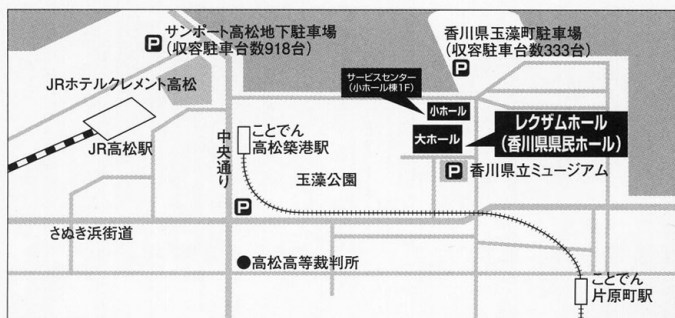 サンポート高松地下駐車場
(収容駐車台数918台)
香川県玉藻町駐車場
(収容駐車台数333台)
P
P
JRホテルクレメント高松
サービスセンター
(小ホール棟1F)
小ホール
大ホール
レクザムホール
(香川県県民ホール)
JR高松駅
中央通り
ことでん
高松築港駅
玉藻公園
P
香川県立ミュージアム
P
さぬき浜街道
●高松高等裁判所
ことでん
片原町駅